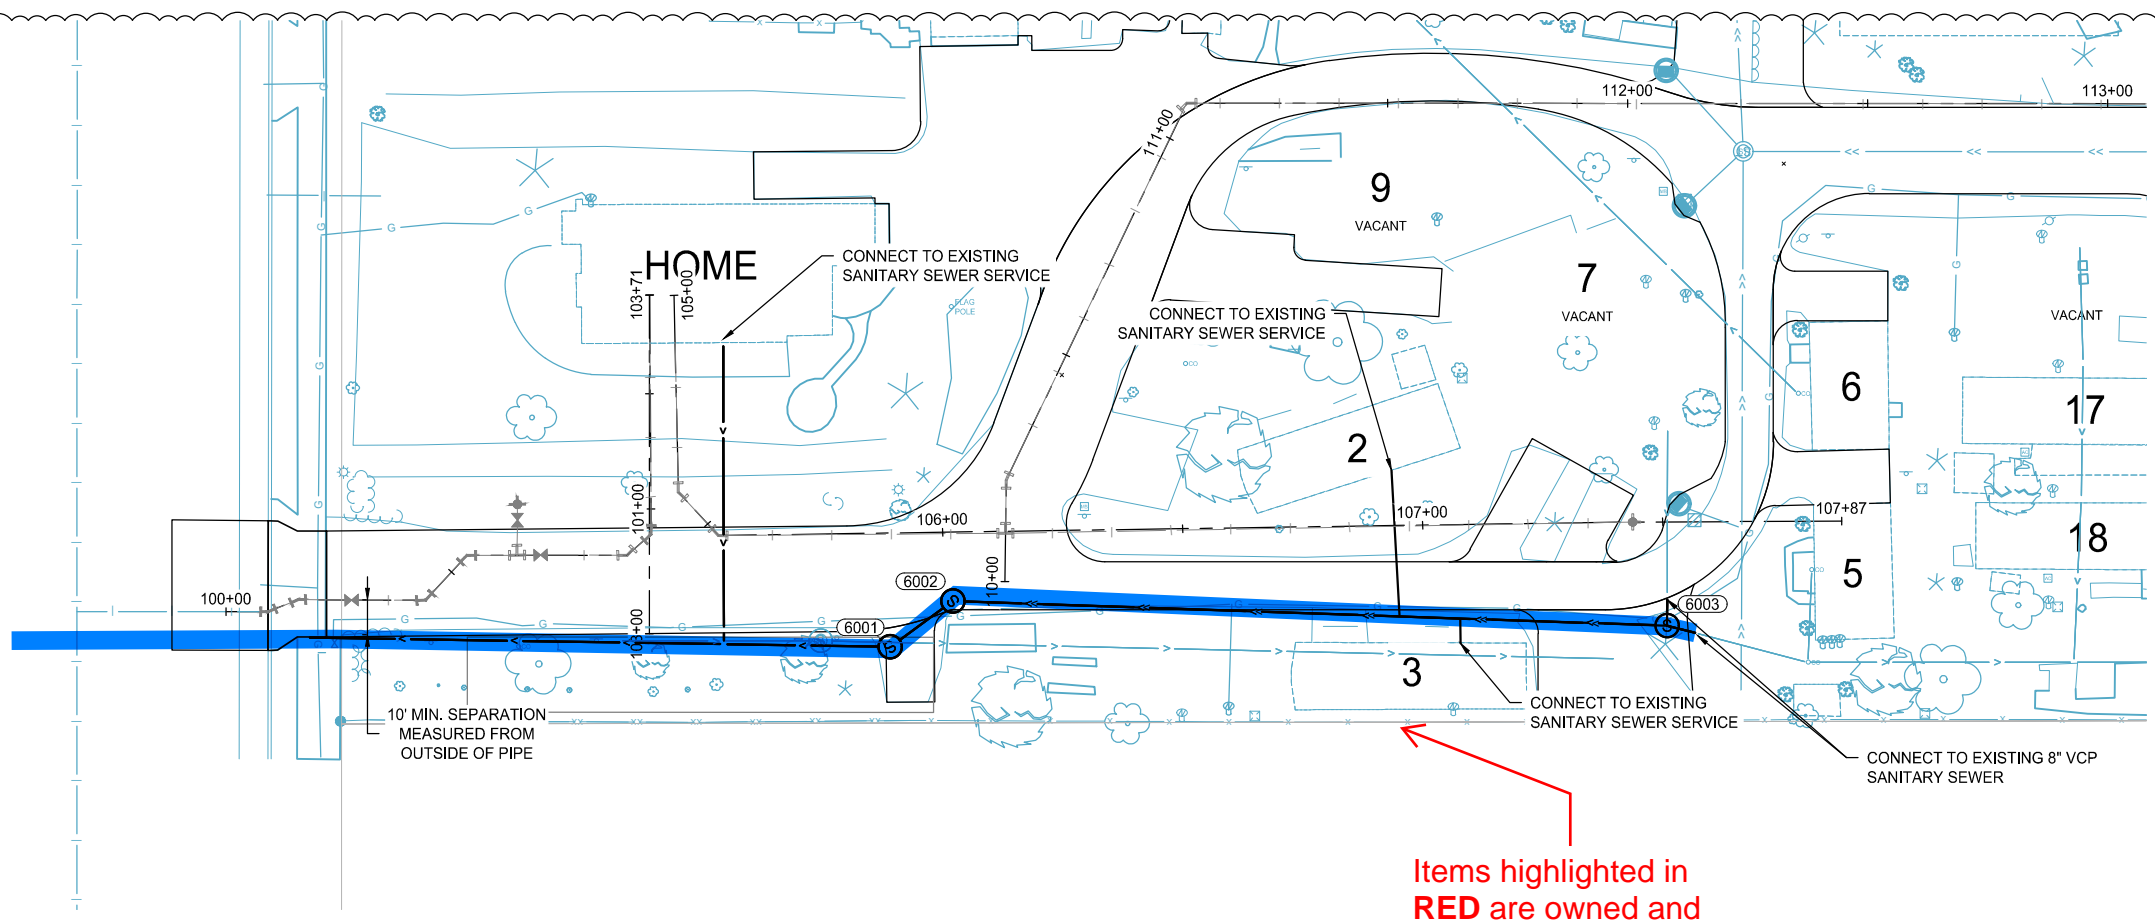 112+00
113+00
111+00
9
VACANT
HOME
CONNECT TO EXISTING
SANITARY SEWER SERVICE
103+71
105+00
7
VACANT
FLAG
POLE
CONNECT TO EXISTING
SANITARY SEWER SERVICE
VACANT
6
17
2
101+00
106+00
107+00
107+87
18
5
110+00
6002
100+00
6003
6001
103+00
3
10' MIN. SEPARATION
MEASURED FROM
OUTSIDE OF PIPE
CONNECT TO EXISTING
SANITARY SEWER SERVICE
CONNECT TO EXISTING 8" VCP
SANITARY SEWER
Items highlighted in
RED are owned and